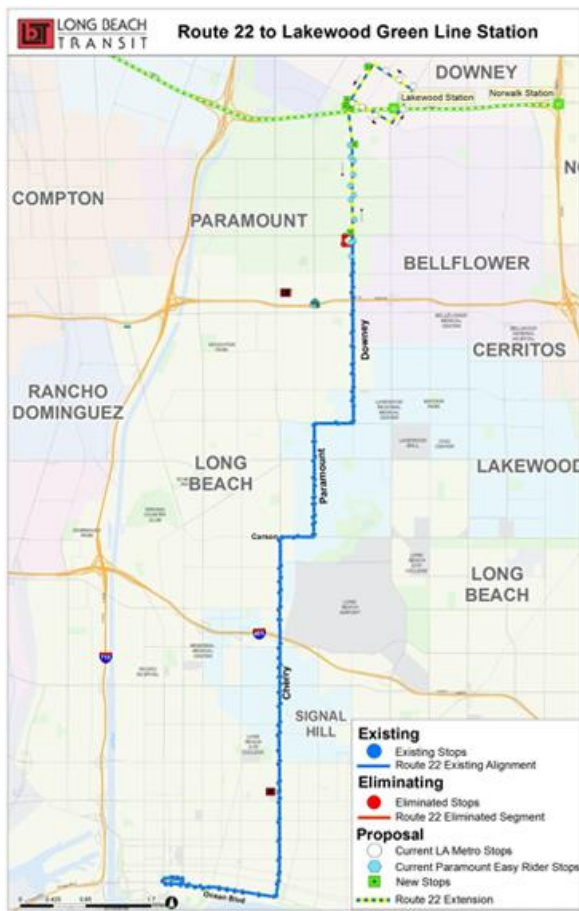 LONG BEACH
TRANSIT
Route 22 to Lakewood Green Line Station
DOWNEY
Lakewood Station
Norwalk Station
COMPTON
PARAMOUNT
BELLFLOWER
CERRITOS
Downey
RANCHO
DOMINGUEZ
LONG
BEACH
Paramount
LAKEWOOD
Carson
LONG
BEACH
405
710
Cherry
SIGNAL
HILL
Ocean Blvd
Existing
Existing Stops
Route 22 Existing Alignment
Eliminating
Eliminated Stops
Route 22 Eliminated Segment
Proposal
Current LA Metro Stops
Current Paramount Easy Rider Stops
New Stops
Route 22 Extension